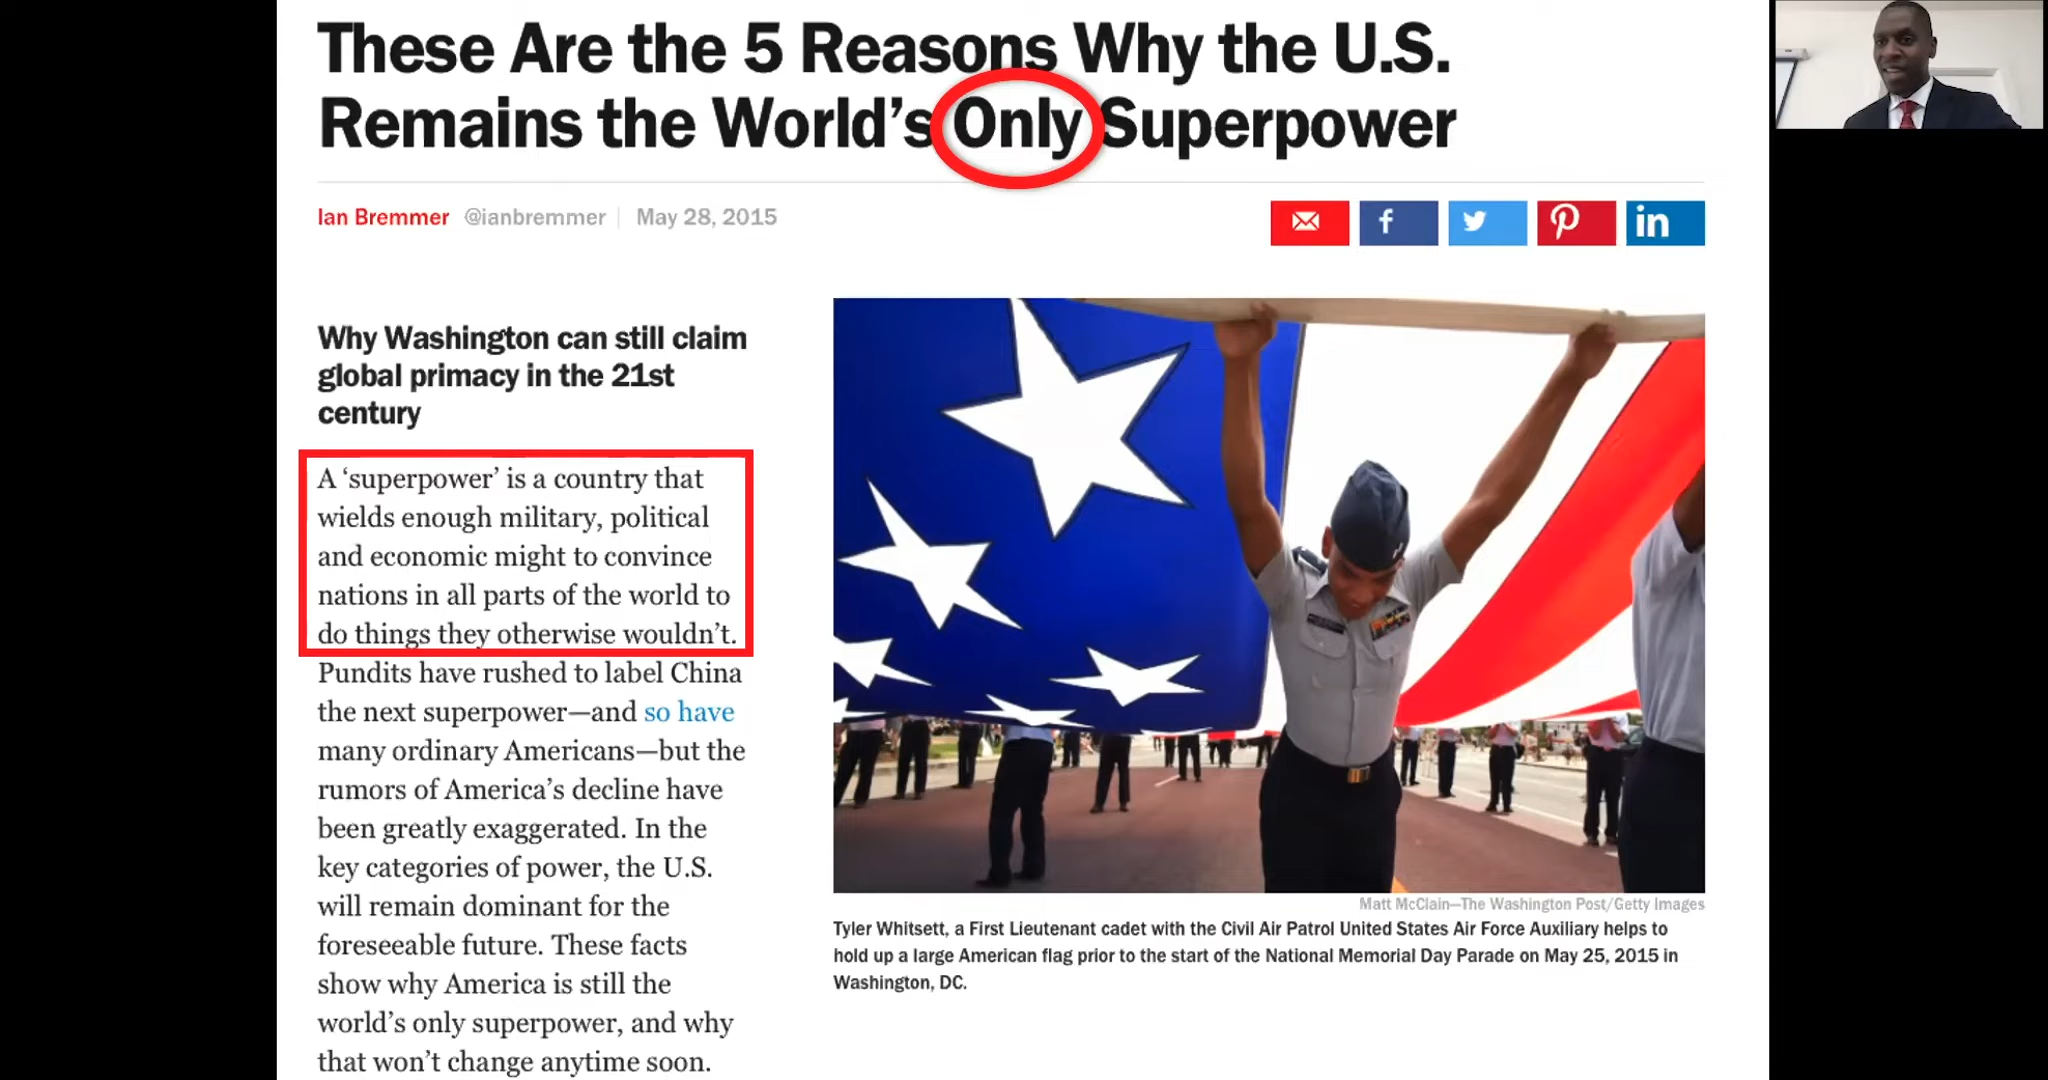 These Are the 5 Reasons Why the U.S.
Remains the World’s Only Superpower
Ian Bremmer @ianbremmer May 28, 2015
Why Washington can still claim
global primacy in the 21st
century
A ‘superpower’ is a country that
wields enough military, political
and economic might to convince
nations in all parts of the world to
do things they otherwise wouldn’t.
Pundits have rushed to label China
the next superpower—and so have
many ordinary Americans—but the
rumors of America’s decline have
been greatly exaggerated. In the
key categories of power, the U.S.
will remain dominant for the
foreseeable future. These facts
show why America is still the
world’s only superpower, and why
that won’t change anytime soon.
Matt McClain—The Washington Post/Getty Images
Tyler Whitsett, a First Lieutenant cadet with the Civil Air Patrol United States Air Force Auxiliary helps to
hold up a large American flag prior to the start of the National Memorial Day Parade on May 25, 2015 in
Washington, DC.